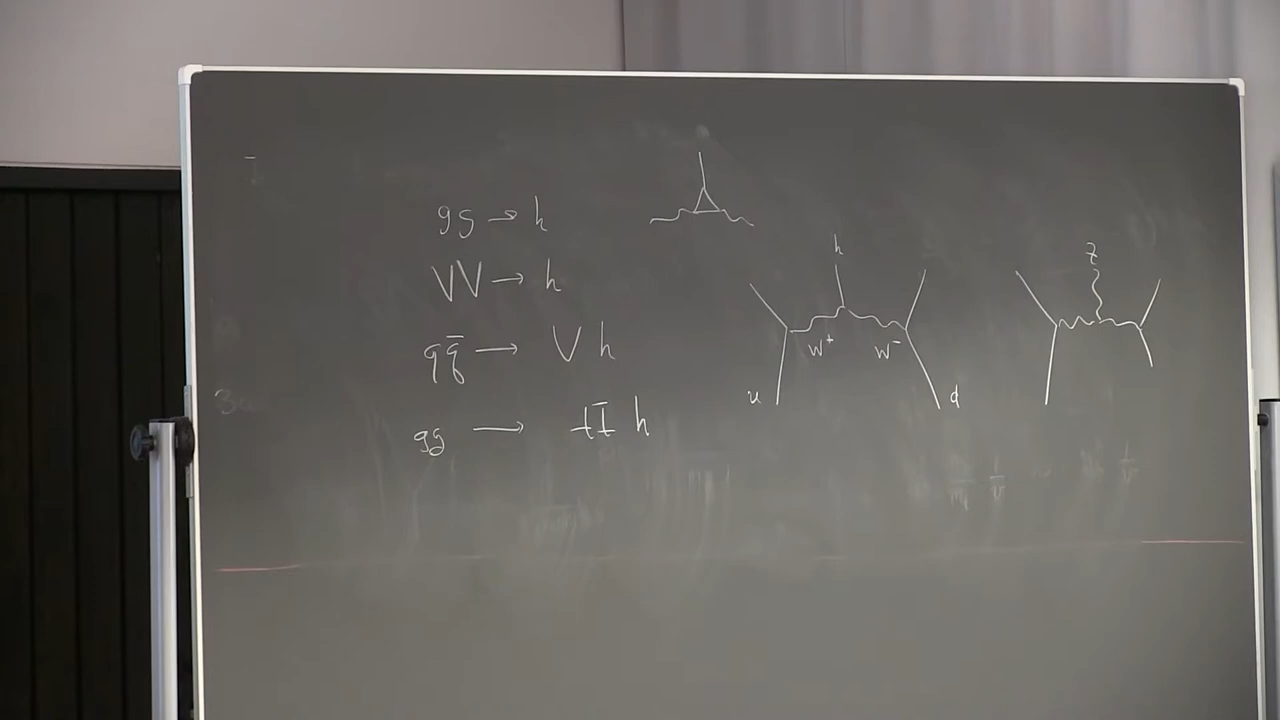 gg → h
VV → h
qq̅ → V h
gg → tt̅ h
h
W⁺ W⁻
u d
Z